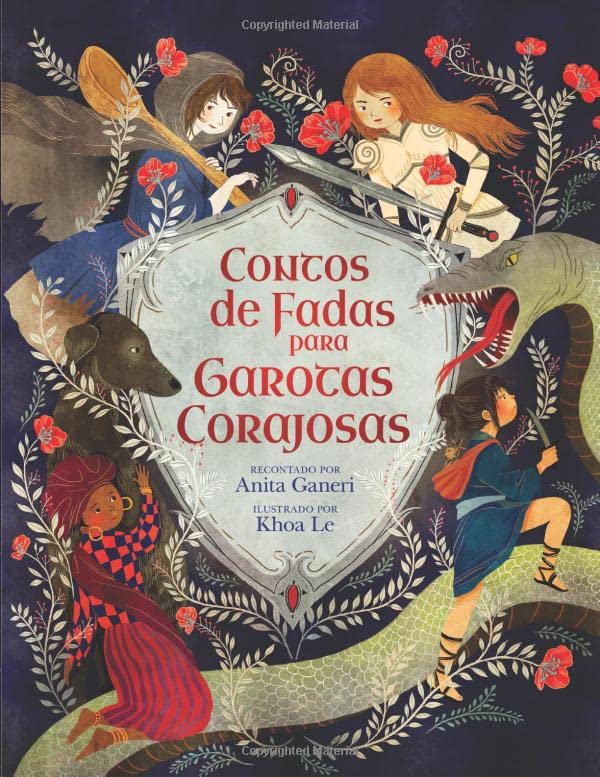 Copyrighted Material
Contos
de Fadas
para
Garotas
Corajosas
RECONTADO POR
Anita Ganeri
ILUSTRADO POR
Khoa Le
Copyrighted Material